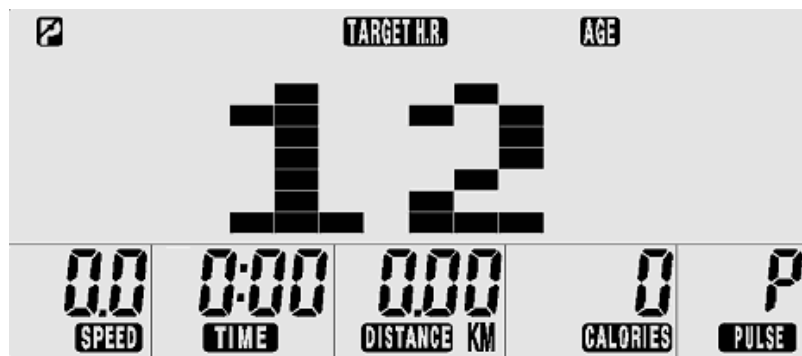 P TARGET H.R. AGE
12
0.0 0:00 0.00 0 P
SPEED TIME DISTANCE KM CALORIES PULSE